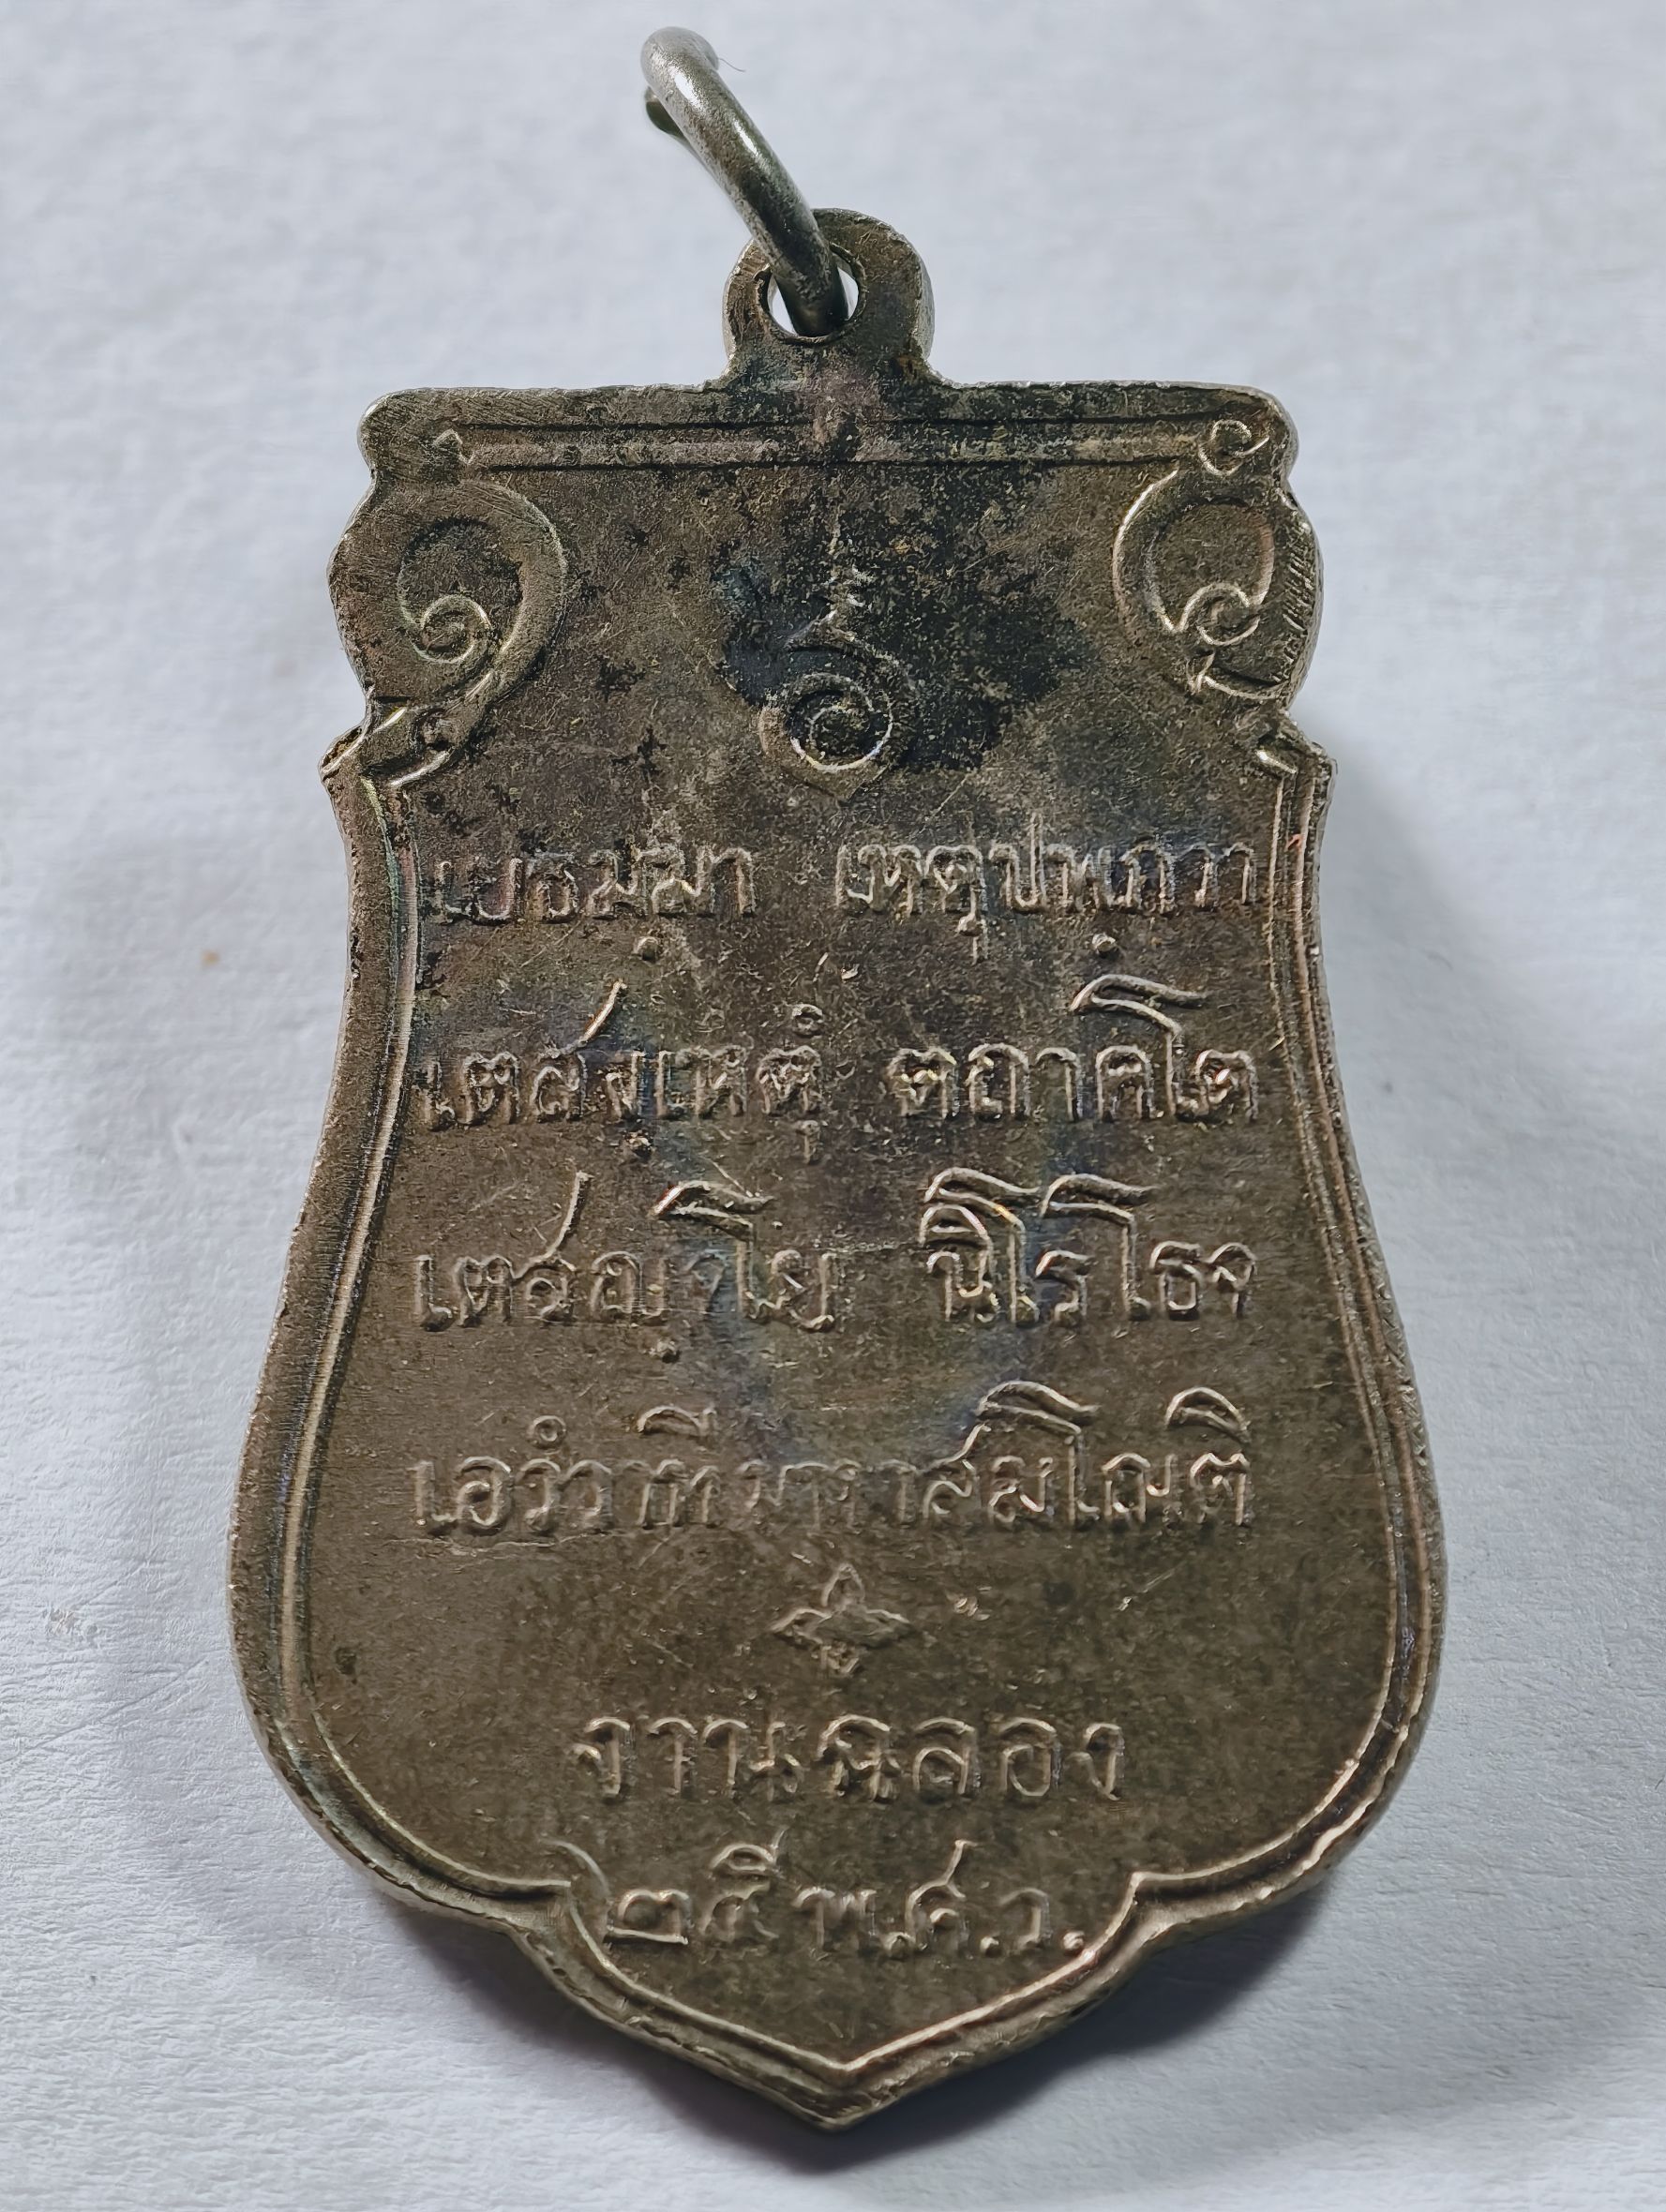 เยธมฺมา เหตุปฺปภวา
เตสํเหตุํ ตถาคโต
เตสญฺจโย นิโรโธจ
เอวํวาทีมหาสมโณติ
งานฉลอง
๒๕ พ.ศ.ว.